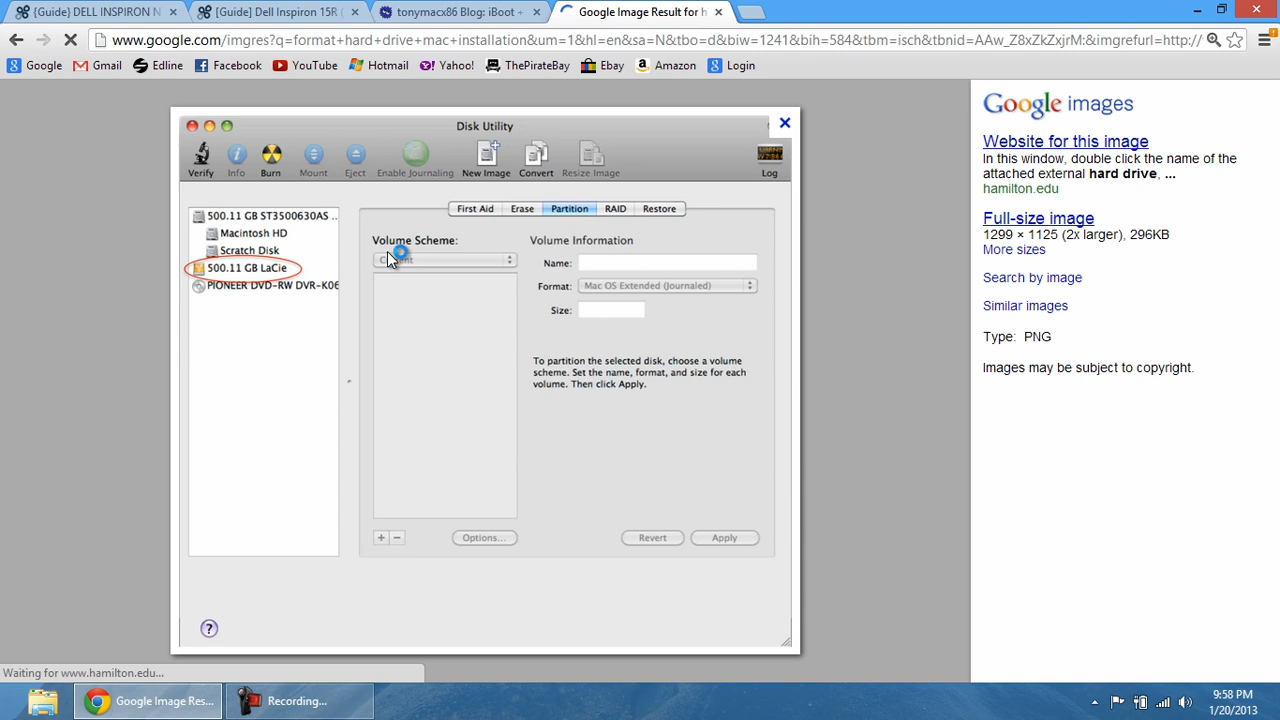 {Guide} DELL INSPIRON N
[Guide] Dell Inspiron 15R (
tonymacx86 Blog: iBoot +
Google Image Result for h
www.google.com/imgres?q=format+hard+drive+mac+installation&um=1&hl=en&sa=N&tbo=d&biw=1241&bih=584&tbm=isch&tbnid=AAw_Z8xZkZxjrM:&imgrefurl=http://
Google Gmail Edline Facebook YouTube Hotmail Yahoo! ThePirateBay Ebay Amazon Login
Disk Utility
Verify Info Burn Mount Eject Enable Journaling New Image Convert Resize Image Log
500.11 GB ST3500630AS ..
Macintosh HD
Scratch Disk
500.11 GB LaCie
PIONEER DVD-RW DVR-K06
First Aid Erase Partition RAID Restore
Volume Scheme:
Volume Information
Name:
Format: Mac OS Extended (Journaled)
Size:
To partition the selected disk, choose a volume
scheme. Set the name, format, and size for each
volume. Then click Apply.
+ − Options... Revert Apply
?
Google images
Website for this image
In this window, double click the name of the
attached external hard drive, ...
hamilton.edu
Full-size image
1299 × 1125 (2x larger), 296KB
More sizes
Search by image
Similar images
Type: PNG
Images may be subject to copyright.
Waiting for www.hamilton.edu...
Google Image Res...
Recording...
9:58 PM
1/20/2013